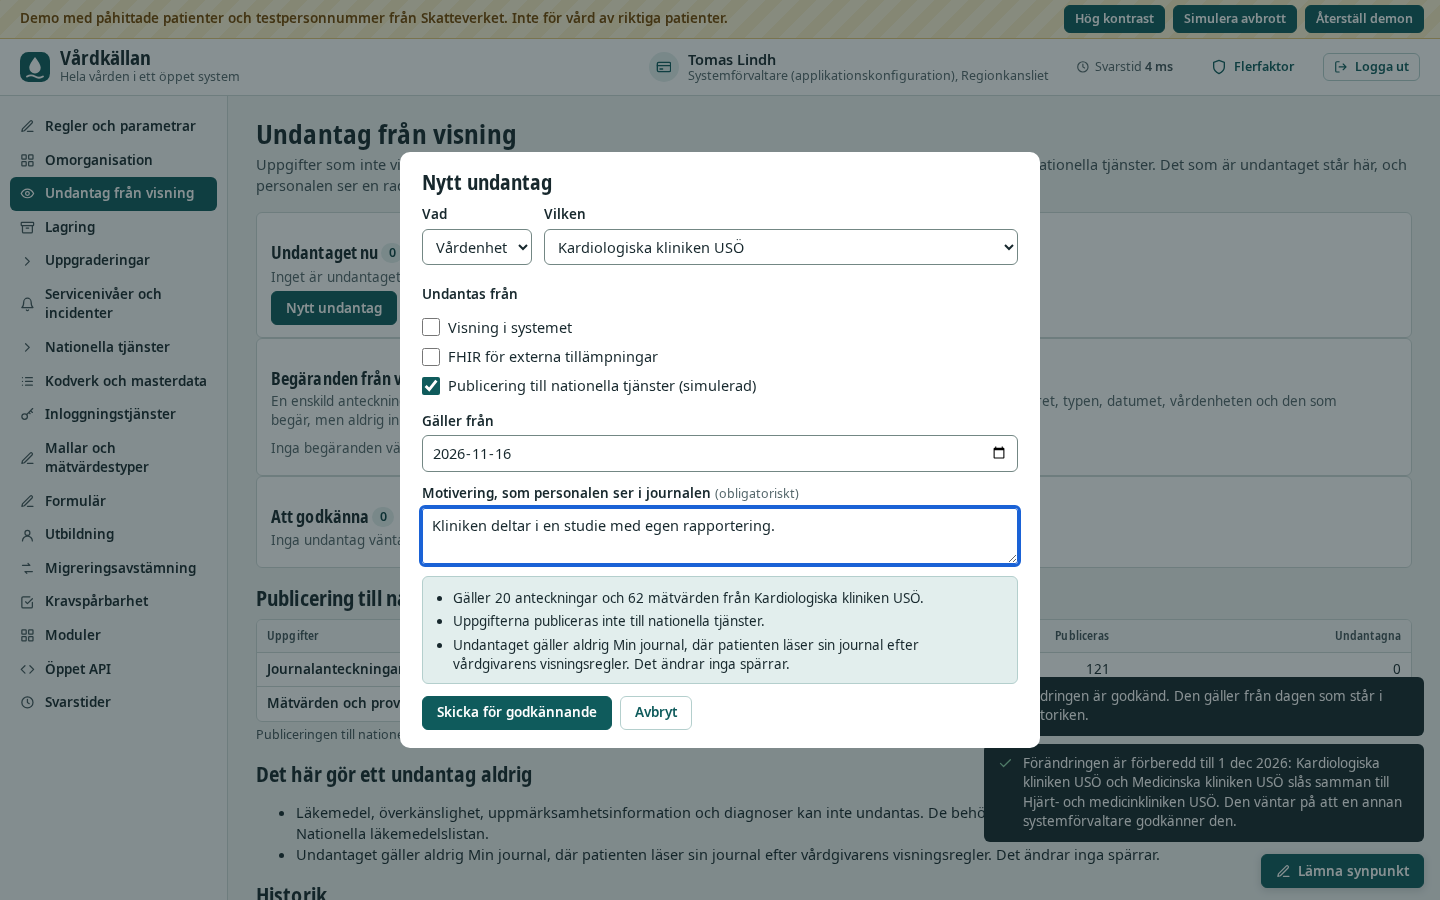 Demo med påhittade patienter och testpersonnummer från Skatteverket. Inte för vård av riktiga patienter.
Hög kontrast
Simulera avbrott
Återställ demon
Vårdkällan
Hela vården i ett öppet system
Tomas Lindh
Systemförvaltare (applikationskonfiguration), Regionkansliet
Svarstid 4 ms
Flerfaktor
Logga ut
Regler och parametrar
Omorganisation
Undantag från visning
Lagring
Uppgraderingar
Servicenivåer och
incidenter
Nationella tjänster
Kodverk och masterdata
Inloggningstjänster
Mallar och
mätvärdestyper
Formulär
Utbildning
Migreringsavstämning
Kravspårbarhet
Moduler
Öppet API
Svarstider
Undantag från visning
Uppgifter som inte
ationella tjänster. Det som är undantaget står här, och
personalen ser en
Undantaget nu 0
Inget är undantaget
Nytt undantag
Begäranden från
En enskild
ret, typen, datumet, vårdenheten och den som
begär, men aldrig
Inga begäranden
Att godkänna 0
Inga undantag
Publicering till
Uppgifter
Publiceras
Undantagna
Journalanteckningar
121
0
Mätvärden och
Publiceringen till
Det här gör ett undantag aldrig
Läkemedel, överkänslighet, uppmärksamhetsinformation och diagnoser kan inte undantas. De
Nationella läkemedelslistan.
Undantaget gäller aldrig Min journal, där patienten läser sin journal efter vårdgivarens visningsregler. Det ändrar inga spärrar.
Historik
Nytt undantag
Vad
Vilken
Vårdenhet
Kardiologiska kliniken USÖ
Undantas från
Visning i systemet
FHIR för externa tillämpningar
Publicering till nationella tjänster (simulerad)
Gäller från
2026-11-16
Motivering, som personalen ser i journalen (obligatoriskt)
Kliniken deltar i en studie med egen rapportering.
Gäller 20 anteckningar och 62 mätvärden från Kardiologiska kliniken USÖ.
Uppgifterna publiceras inte till nationella tjänster.
Undantaget gäller aldrig Min journal, där patienten läser sin journal efter
vårdgivarens visningsregler. Det ändrar inga spärrar.
Skicka för godkännande
Avbryt
ndringen är godkänd. Den gäller från dagen som står i
toriken.
Förändringen är förberedd till 1 dec 2026: Kardiologiska
kliniken USÖ och Medicinska kliniken USÖ slås samman till
Hjärt- och medicinkliniken USÖ. Den väntar på att en annan
systemförvaltare godkänner den.
Lämna synpunkt